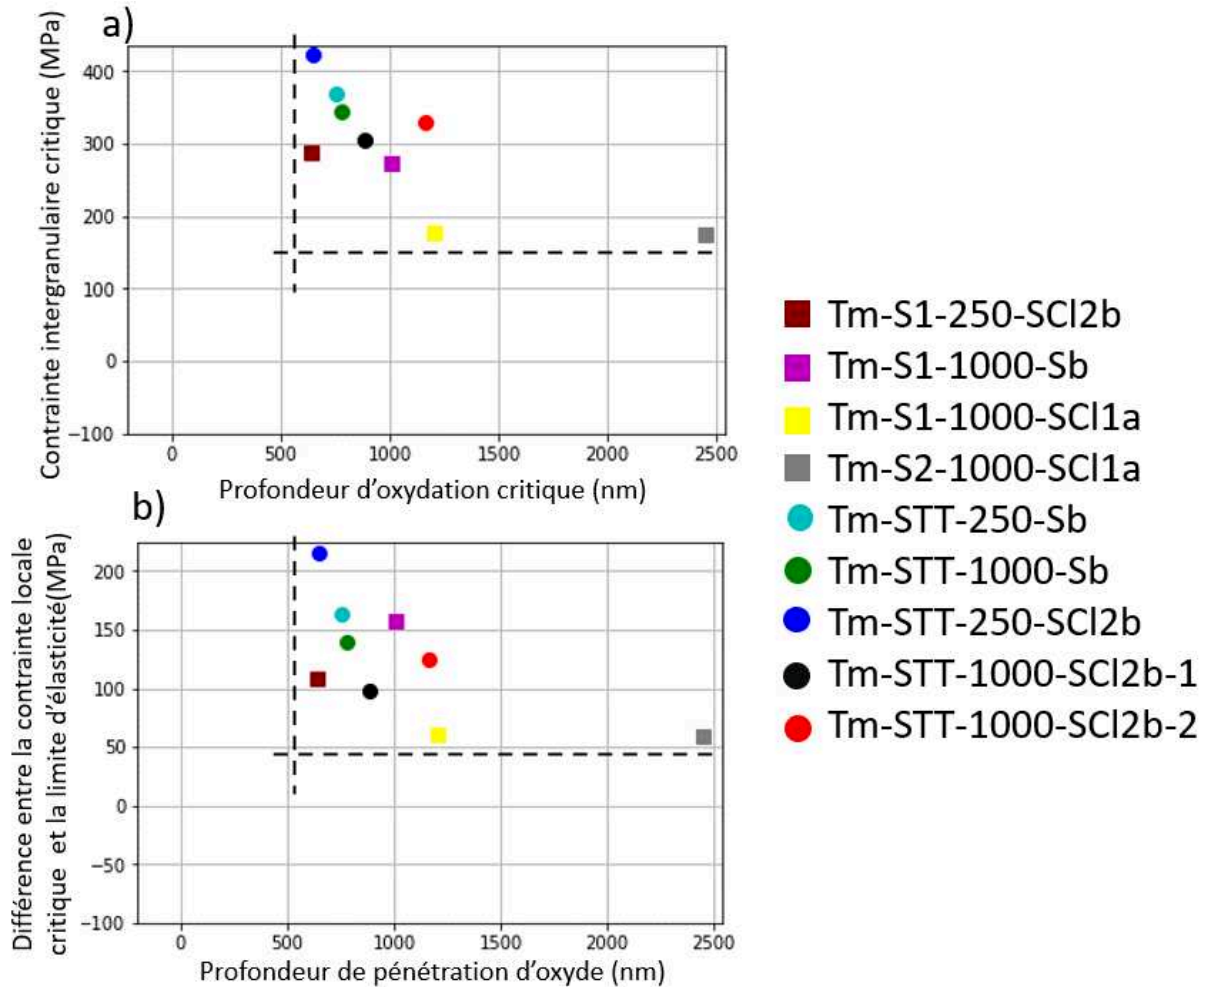 a)
Contrainte intergranulaire critique (MPa)
400
300
200
100
0
−100
0 500 1000 1500 2000 2500
Profondeur d’oxydation critique (nm)
b)
Différence entre la contrainte locale
critique et la limite d’élasticité(MPa)
200
150
100
50
0
−50
−100
0 500 1000 1500 2000 2500
Profondeur de pénétration d’oxyde (nm)
Tm-S1-250-SCl2b
Tm-S1-1000-Sb
Tm-S1-1000-SCl1a
Tm-S2-1000-SCl1a
Tm-STT-250-Sb
Tm-STT-1000-Sb
Tm-STT-250-SCl2b
Tm-STT-1000-SCl2b-1
Tm-STT-1000-SCl2b-2